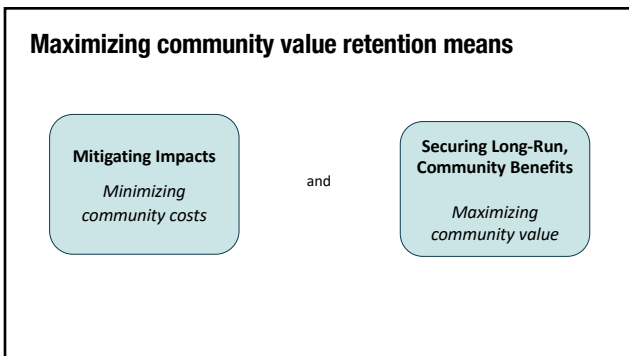 Maximizing community value retention means
Mitigating Impacts
Minimizing
community costs
and
Securing Long-Run,
Community Benefits
Maximizing
community value